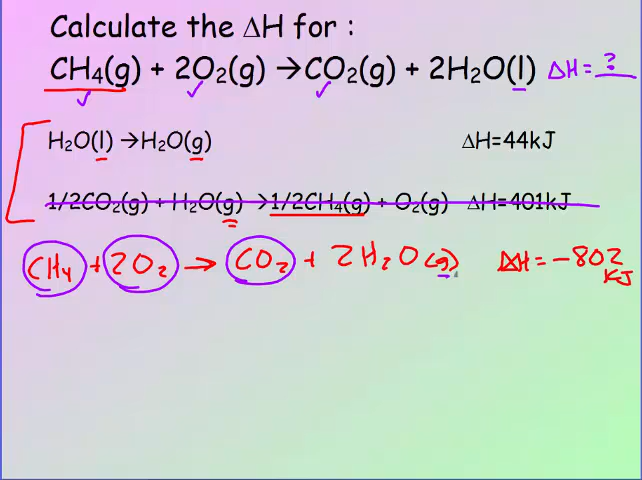 Calculate the ΔH for :
CH₄(g) + 2O₂(g) →CO₂(g) + 2H₂O(l) ΔH = ?
H₂O(l) →H₂O(g) ΔH=44kJ
1/2CO₂(g) + H₂O(g) →1/2CH₄(g) + O₂(g) ΔH=401kJ
CH₄ + 2O₂ → CO₂ + 2H₂O(g) ΔH = -802
KJ